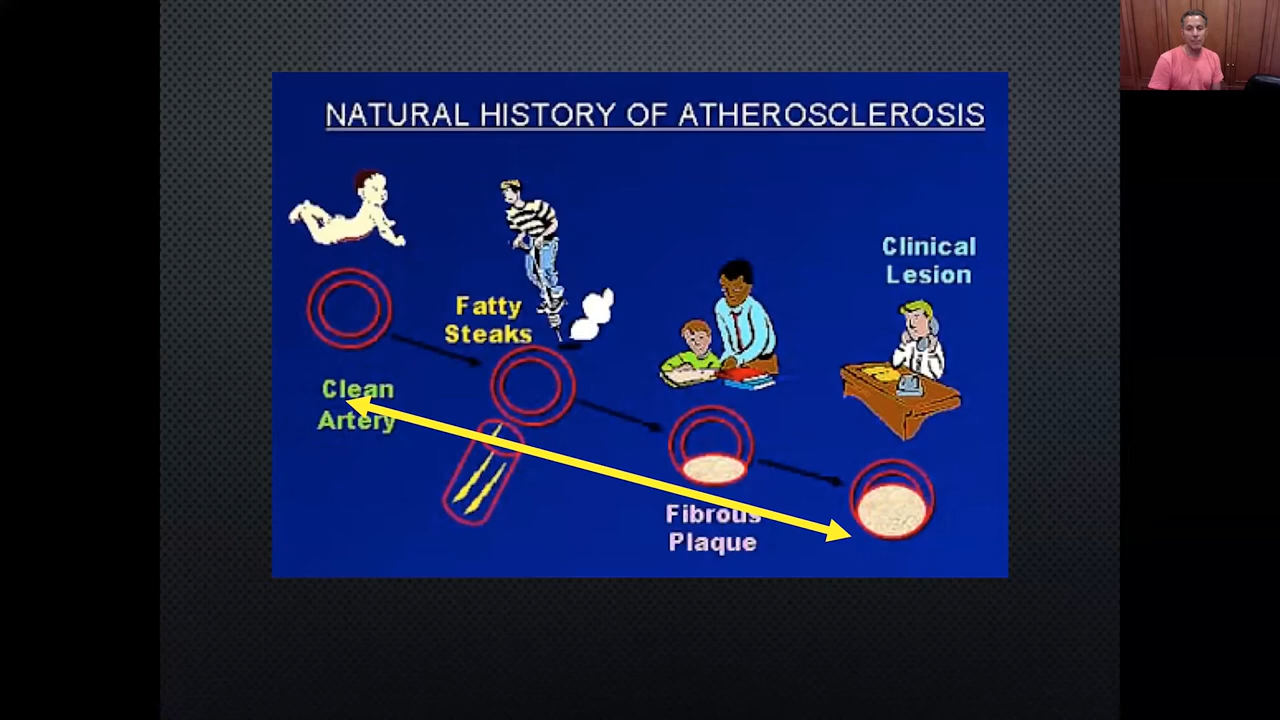 NATURAL HISTORY OF ATHEROSCLEROSIS
Clean
Artery
Fatty
Steaks
Fibrous
Plaque
Clinical
Lesion